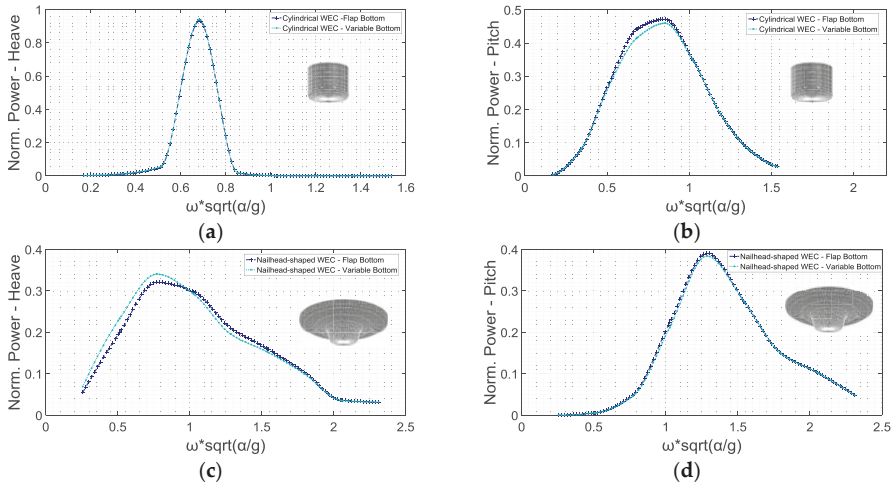 Cylindrical WEC -Flap Bottom
Cylindrical WEC - Variable Bottom
Norm. Power - Heave
1
0.8
0.6
0.4
0.2
0
0 0.2 0.4 0.6 0.8 1 1.2 1.4 1.6
ω*sqrt(α/g)
(a)
Cylindrical WEC - Flap Bottom
Cylindrical WEC - Variable Bottom
Norm. Power - Pitch
0.5
0.4
0.3
0.2
0.1
0
0 0.5 1 1.5 2
ω*sqrt(α/g)
(b)
Nailhead-shaped WEC - Flap Bottom
Nailhead-shaped WEC - Variable Bottom
Norm. Power - Heave
0.4
0.3
0.2
0.1
0
0 0.5 1 1.5 2 2.5
ω*sqrt(α/g)
(c)
Nailhead-shaped WEC - Flap Bottom
Nailhead-shaped WEC - Variable Bottom
Norm. Power - Pitch
0.4
0.3
0.2
0.1
0
0 0.5 1 1.5 2 2.5
ω*sqrt(α/g)
(d)